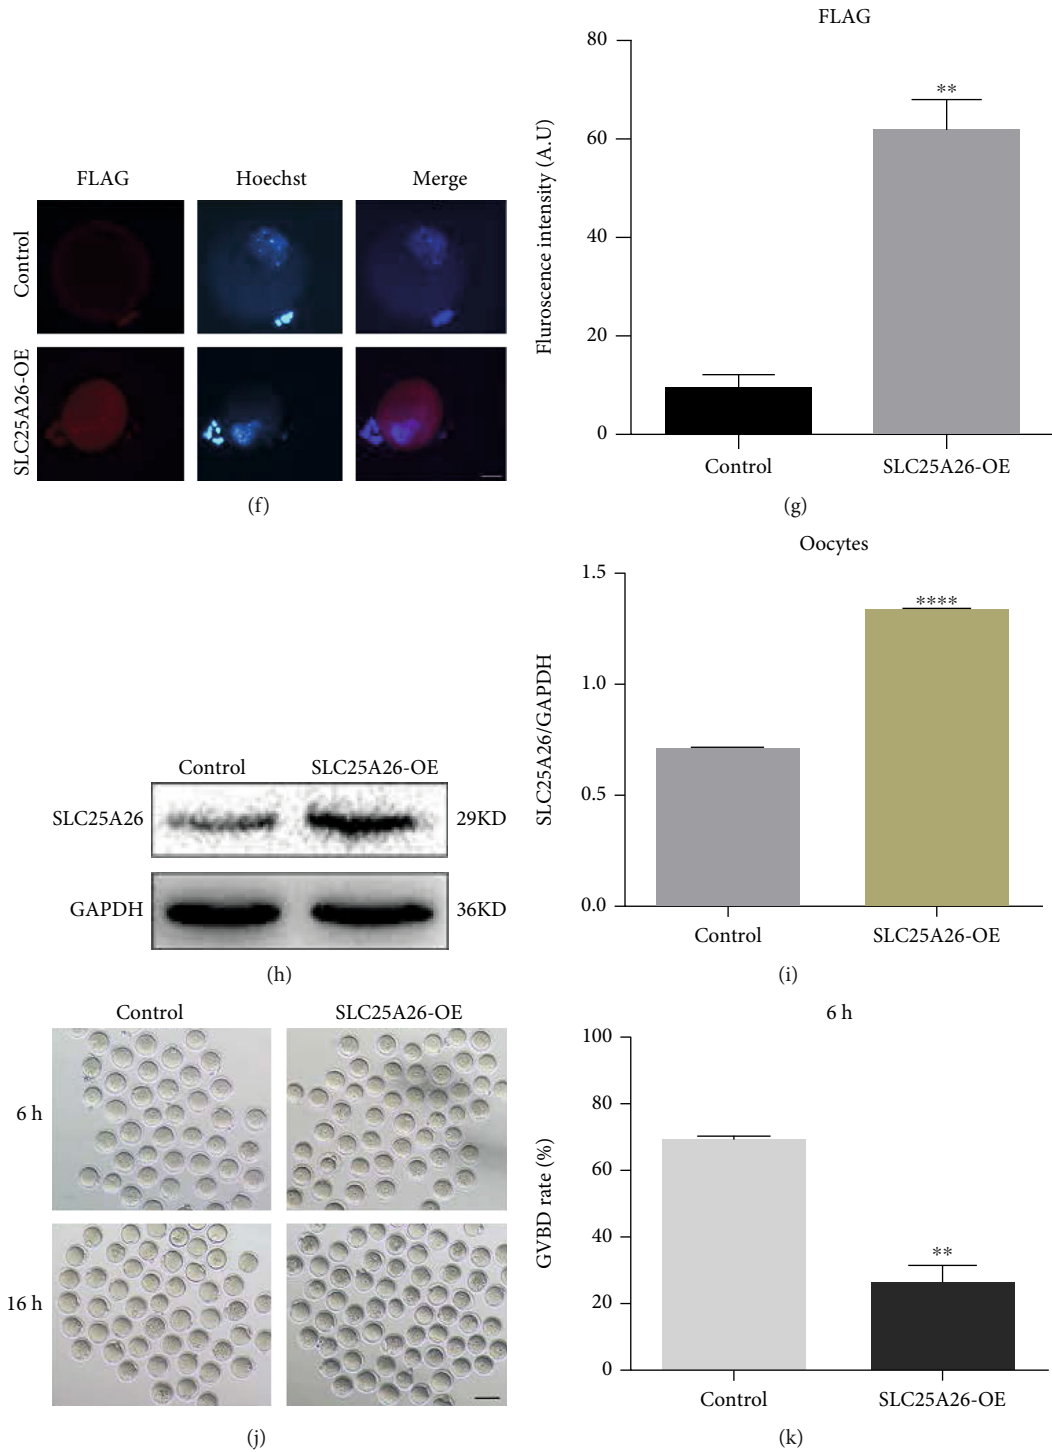 FLAG Hoechst Merge
Control
SLC25A26-OE
(f)
FLAG
Fluroscence intensity (A.U)
80
60
40
20
0
**
Control SLC25A26-OE
(g)
Control SLC25A26-OE
SLC25A26 29KD
GAPDH 36KD
(h)
Oocytes
SLC25A26/GAPDH
1.5
1.0
0.5
0.0
****
Control SLC25A26-OE
(i)
Control SLC25A26-OE
6 h
16 h
(j)
6 h
GVBD rate (%)
100
80
60
40
20
0
**
Control SLC25A26-OE
(k)